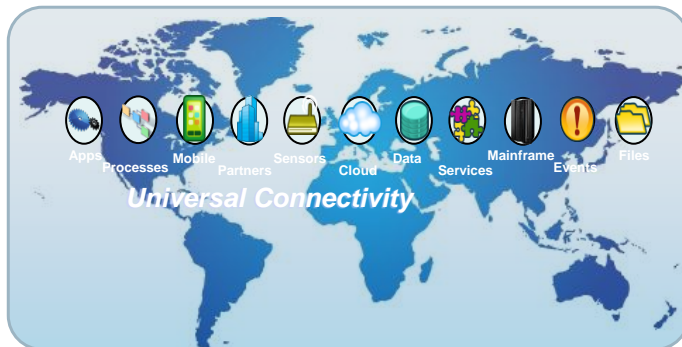 Apps
Processes
Mobile
Partners
Sensors
Cloud
Data
Services
Mainframe
Events
Files
Universal Connectivity